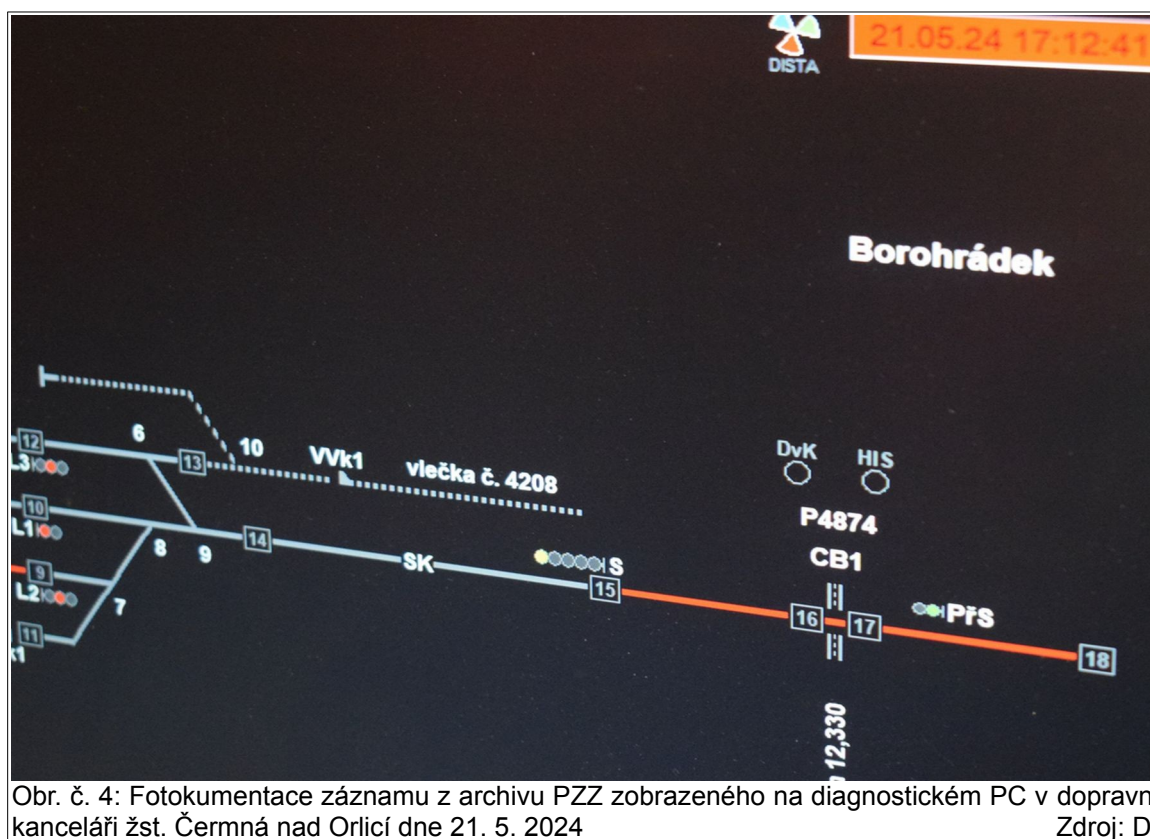 21.05.24 17:12:41
DISTA
Borohrádek
6
10
VVk1
vlečka č. 4208
DvK
HIS
12
13
L3
P4874
CB1
10
14
L1
8
9
SK
S
15
16
17
PřS
18
9
L2
7
11
12,330
Obr. č. 4: Fotodokumentace záznamu z archivu PZZ zobrazeného na diagnostickém PC v dopravn
kanceláři žst. Čermná nad Orlicí dne 21. 5. 2024
Zdroj: D